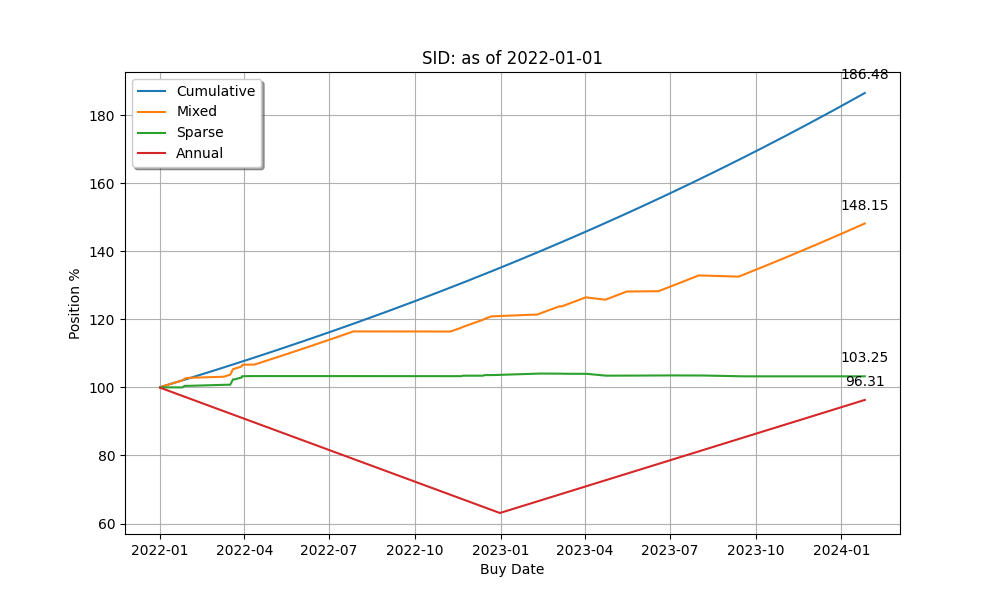 SID: as of 2022-01-01
Cumulative
Mixed
Sparse
Annual
186.48
148.15
103.25
96.31
Position %
180
160
140
120
100
80
60
2022-01 2022-04 2022-07 2022-10 2023-01 2023-04 2023-07 2023-10 2024-01
Buy Date